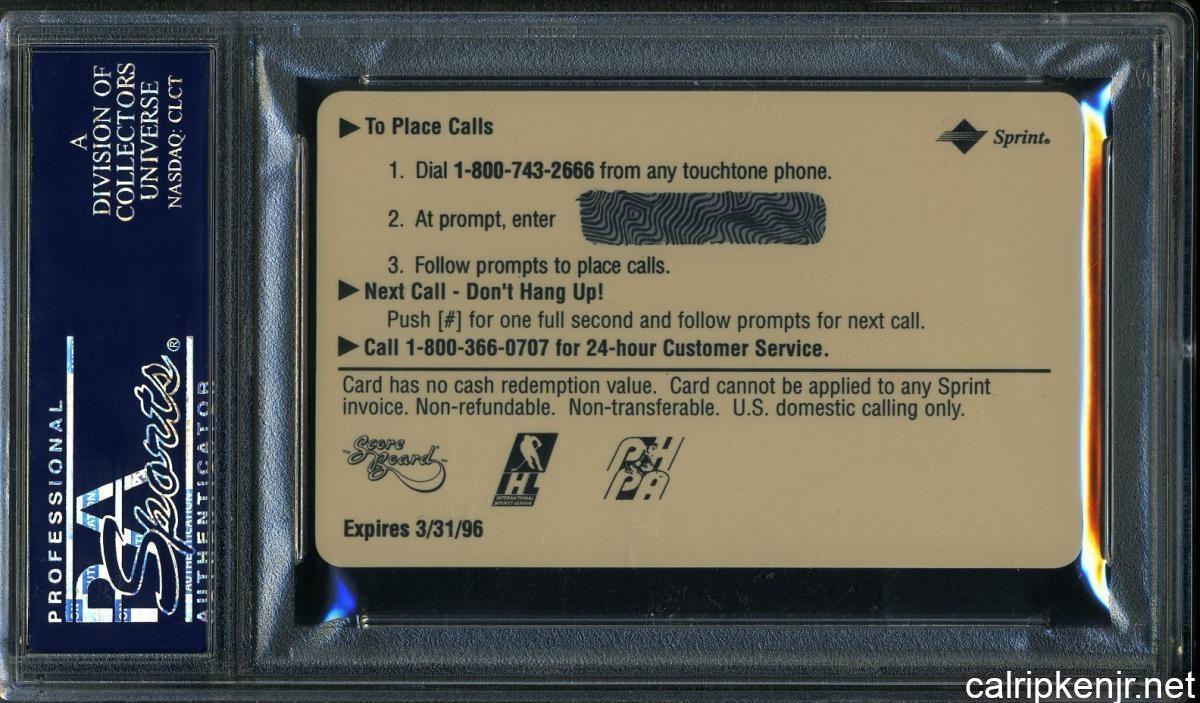 A
DIVISION OF
COLLECTORS
UNIVERSE
NASDAQ: CLCT
PROFESSIONAL
PSA
Sports®
AUTHENTICATOR
▶ To Place Calls
Sprint®
1. Dial 1-800-743-2666 from any touchtone phone.
2. At prompt, enter
3. Follow prompts to place calls.
▶ Next Call - Don't Hang Up!
Push [#] for one full second and follow prompts for next call.
▶ Call 1-800-366-0707 for 24-hour Customer Service.
Card has no cash redemption value. Card cannot be applied to any Sprint
invoice. Non-refundable. Non-transferable. U.S. domestic calling only.
Score
Board
IHL
INTERNATIONAL
HOCKEY LEAGUE
PH
PA
Expires 3/31/96
calripkenjr.net